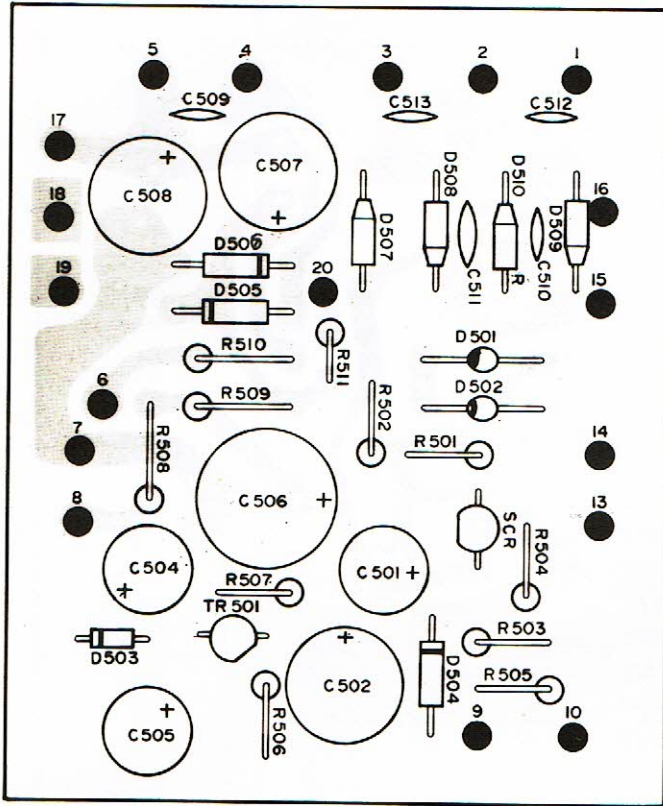 5 4 3 2 1
C509 C513 C512
17
C508 C507
D508 D510
18 16
D506 D507 D509
19 20 C511 R C510 15
D505
D501
R510 R511
6 D502
R509 R502
7 R508 R501 14
8 C506 SCR 13
C504 C501 R504
R507
TR501
D503 R503
C502 D504 R505
C505 R506 9 10